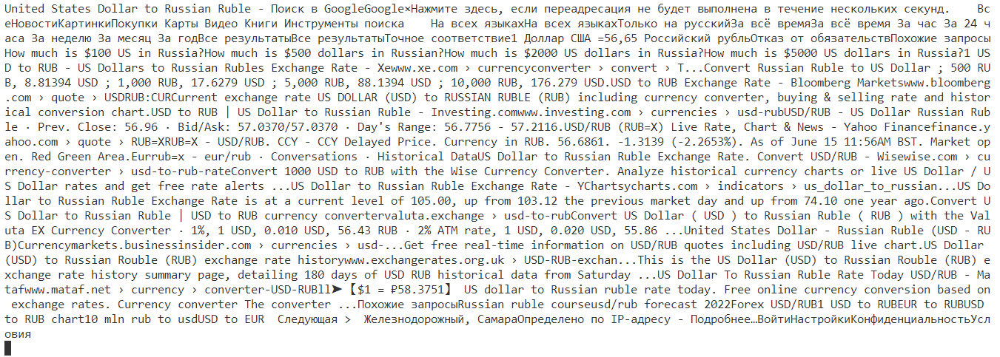 United States Dollar to Russian Ruble - Поиск в GoogleGoogle×Нажмите здесь, если переадресация не будет выполнена в течение нескольких секунд.    Вс
еНовостиКартинкиПокупки Карты Видео Книги Инструменты поиска    На всех языкахНа всех языкахТолько на русскийЗа всё времяЗа всё время За час За 24 ч
аса За неделю За месяц За годВсе результатыВсе результатыТочное соответствие1 Доллар США =56,65 Российский рубльОтказ от обязательствПохожие запросы
How much is $100 US in Russia?How much is $500 dollars in Russian?How much is $2000 US dollars in Russia?How much is $5000 US dollars in Russia?1 US
D to RUB - US Dollars to Russian Rubles Exchange Rate - Xewww.xe.com › currencyconverter › convert › T...Convert Russian Ruble to US Dollar ; 500 RU
B, 8.81394 USD ; 1,000 RUB, 17.6279 USD ; 5,000 RUB, 88.1394 USD ; 10,000 RUB, 176.279 USD.USD to RUB Exchange Rate - Bloomberg Marketswww.bloomberg
.com › quote › USDRUB:CURCurrent exchange rate US DOLLAR (USD) to RUSSIAN RUBLE (RUB) including currency converter, buying & selling rate and histor
ical conversion chart.USD to RUB | US Dollar to Russian Ruble - Investing.comwww.investing.com › currencies › usd-rubUSD/RUB - US Dollar Russian Rub
le · Prev. Close: 56.96 · Bid/Ask: 57.0370/57.0370 · Day's Range: 56.7756 - 57.2116.USD/RUB (RUB=X) Live Rate, Chart & News - Yahoo Financefinance.y
ahoo.com › quote › RUB=XRUB=X - USD/RUB. CCY - CCY Delayed Price. Currency in RUB. 56.6861. -1.3139 (-2.2653%). As of June 15 11:56AM BST. Market op
en. Red Green Area.Eurrub=x - eur/rub · Conversations · Historical DataUS Dollar to Russian Ruble Exchange Rate. Convert USD/RUB - Wisewise.com › cu
rrency-converter › usd-to-rub-rateConvert 1000 USD to RUB with the Wise Currency Converter. Analyze historical currency charts or live US Dollar / U
S Dollar rates and get free rate alerts ...US Dollar to Russian Ruble Exchange Rate - YChartsycharts.com › indicators › us_dollar_to_russian...US Do
llar to Russian Ruble Exchange Rate is at a current level of 105.00, up from 103.12 the previous market day and up from 74.10 one year ago.Convert U
S Dollar to Russian Ruble | USD to RUB currency convertervaluta.exchange › usd-to-rubConvert US Dollar ( USD ) to Russian Ruble ( RUB ) with the Val
uta EX Currency Converter · 1%, 1 USD, 0.010 USD, 56.43 RUB · 2% ATM rate, 1 USD, 0.020 USD, 55.86 ...United States Dollar - Russian Ruble (USD - RU
B)Currencymarkets.businessinsider.com › currencies › usd-...Get free real-time information on USD/RUB quotes including USD/RUB live chart.US Dollar
(USD) to Russian Rouble (RUB) exchange rate historywww.exchangerates.org.uk › USD-RUB-exchan...This is the US Dollar (USD) to Russian Rouble (RUB) e
xchange rate history summary page, detailing 180 days of USD RUB historical data from Saturday ...US Dollar To Russian Ruble Rate Today USD/RUB - Ma
tafwww.mataf.net › currency › converter-USD-RUBll➤ 【$1 = ₽58.3751】 US dollar to Russian ruble rate today. Free online currency conversion based on
exchange rates. Currency converter The converter ...Похожие запросыRussian ruble courseusd/rub forecast 2022Forex USD/RUB1 USD to RUBEUR to RUBUSD
to RUB chart10 mln rub to usdUSD to EUR  Следующая >  Железнодорожный, СамараОпределено по IP-адресу - Подробнее…ВойтиНастройкиКонфиденциальностьУсл
овия